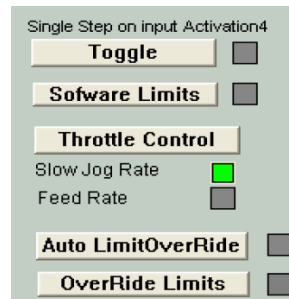 Single Step on input Activation4
Toggle
Sofware Limits
Throttle Control
Slow Jog Rate
Feed Rate
Auto LimitOverRide
OverRide Limits